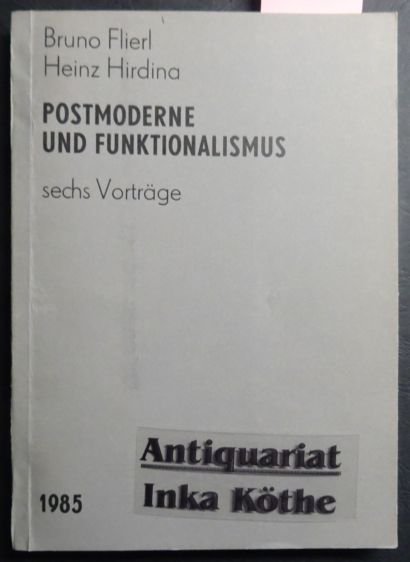 Bruno Flierl
Heinz Hirdina
POSTMODERNE
UND FUNKTIONALISMUS
sechs Vorträge
Antiquariat
Inka Köthe
1985